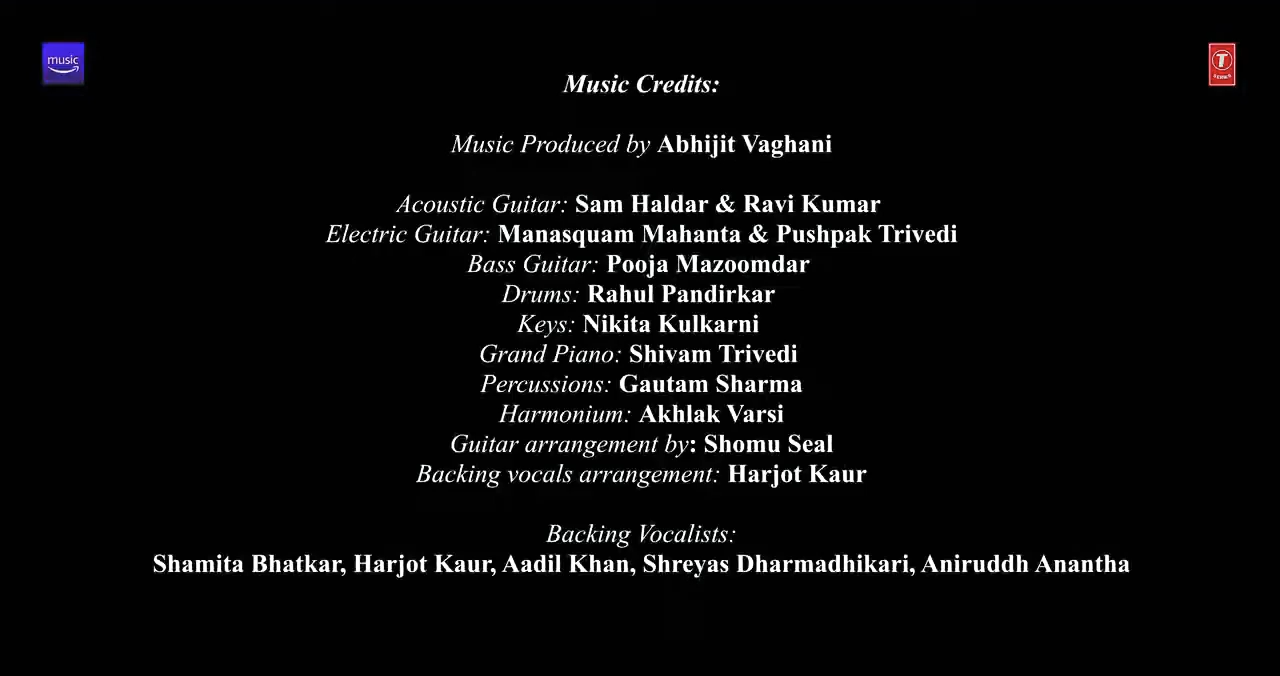 music
T
SERIES
Music Credits:
Music Produced by Abhijit Vaghani
Acoustic Guitar: Sam Haldar & Ravi Kumar
Electric Guitar: Manasquam Mahanta & Pushpak Trivedi
Bass Guitar: Pooja Mazoomdar
Drums: Rahul Pandirkar
Keys: Nikita Kulkarni
Grand Piano: Shivam Trivedi
Percussions: Gautam Sharma
Harmonium: Akhlak Varsi
Guitar arrangement by: Shomu Seal
Backing vocals arrangement: Harjot Kaur
Backing Vocalists:
Shamita Bhatkar, Harjot Kaur, Aadil Khan, Shreyas Dharmadhikari, Aniruddh Anantha